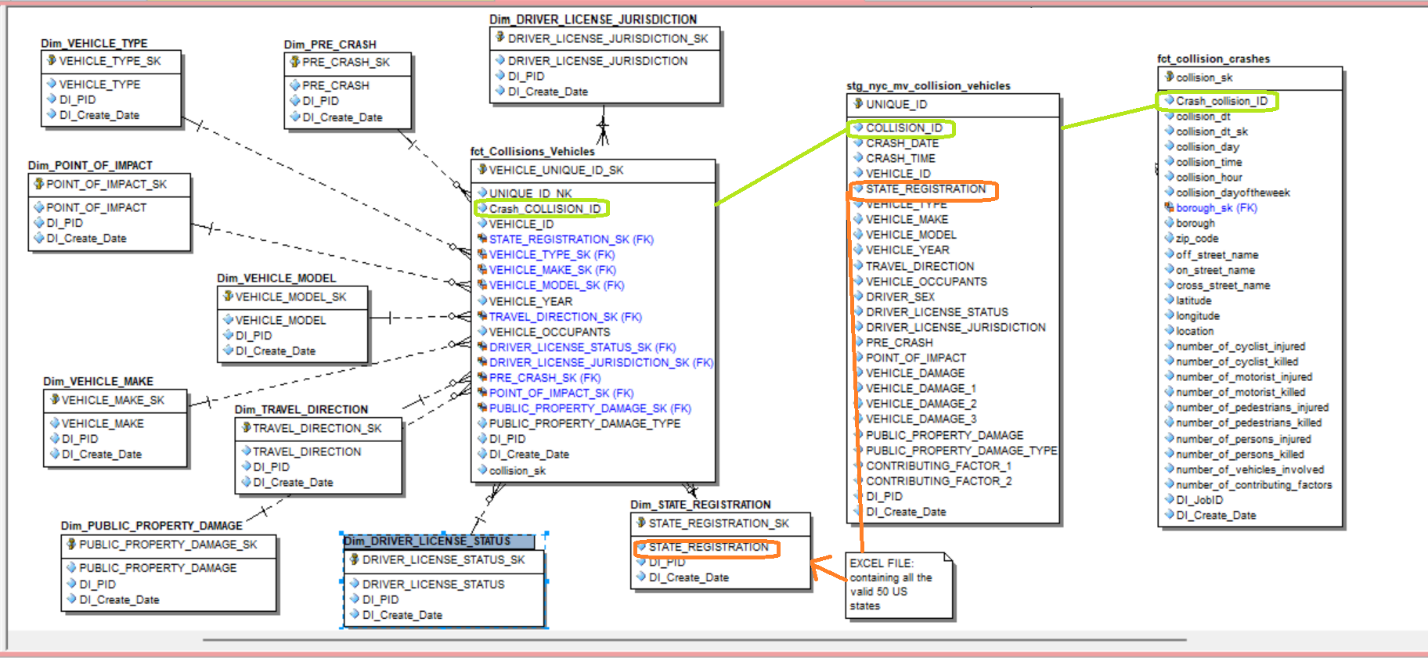 Dim_VEHICLE_TYPE
VEHICLE_TYPE_SK
VEHICLE_TYPE
DI_PID
DI_Create_Date
Dim_PRE_CRASH
PRE_CRASH_SK
PRE_CRASH
DI_PID
DI_Create_Date
Dim_DRIVER_LICENSE_JURISDICTION
DRIVER_LICENSE_JURISDICTION_SK
DRIVER_LICENSE_JURISDICTION
DI_PID
DI_Create_Date
Dim_POINT_OF_IMPACT
POINT_OF_IMPACT_SK
POINT_OF_IMPACT
DI_PID
DI_Create_Date
Dim_VEHICLE_MODEL
VEHICLE_MODEL_SK
VEHICLE_MODEL
DI_PID
DI_Create_Date
Dim_VEHICLE_MAKE
VEHICLE_MAKE_SK
VEHICLE_MAKE
DI_PID
DI_Create_Date
Dim_TRAVEL_DIRECTION
TRAVEL_DIRECTION_SK
TRAVEL_DIRECTION
DI_PID
DI_Create_Date
Dim_PUBLIC_PROPERTY_DAMAGE
PUBLIC_PROPERTY_DAMAGE_SK
PUBLIC_PROPERTY_DAMAGE
DI_PID
DI_Create_Date
Dim_DRIVER_LICENSE_STATUS
DRIVER_LICENSE_STATUS_SK
DRIVER_LICENSE_STATUS
DI_PID
DI_Create_Date
fct_Collisions_Vehicles
VEHICLE_UNIQUE_ID_SK
UNIQUE_ID_NK
Crash_COLLISION_ID
VEHICLE_ID
STATE_REGISTRATION_SK (FK)
VEHICLE_TYPE_SK (FK)
VEHICLE_MAKE_SK (FK)
VEHICLE_MODEL_SK (FK)
VEHICLE_YEAR
TRAVEL_DIRECTION_SK (FK)
VEHICLE_OCCUPANTS
DRIVER_LICENSE_STATUS_SK (FK)
DRIVER_LICENSE_JURISDICTION_SK (FK)
PRE_CRASH_SK (FK)
POINT_OF_IMPACT_SK (FK)
PUBLIC_PROPERTY_DAMAGE_SK (FK)
PUBLIC_PROPERTY_DAMAGE_TYPE
DI_PID
DI_Create_Date
collision_sk
Dim_STATE_REGISTRATION
STATE_REGISTRATION_SK
STATE_REGISTRATION
DI_PID
DI_Create_Date
stg_nyc_mv_collision_vehicles
UNIQUE_ID
COLLISION_ID
CRASH_DATE
CRASH_TIME
VEHICLE_ID
STATE_REGISTRATION
VEHICLE_TYPE
VEHICLE_MAKE
VEHICLE_MODEL
VEHICLE_YEAR
TRAVEL_DIRECTION
VEHICLE_OCCUPANTS
DRIVER_SEX
DRIVER_LICENSE_STATUS
DRIVER_LICENSE_JURISDICTION
PRE_CRASH
POINT_OF_IMPACT
VEHICLE_DAMAGE
VEHICLE_DAMAGE_1
VEHICLE_DAMAGE_2
VEHICLE_DAMAGE_3
PUBLIC_PROPERTY_DAMAGE
PUBLIC_PROPERTY_DAMAGE_TYPE
CONTRIBUTING_FACTOR_1
CONTRIBUTING_FACTOR_2
DI_PID
DI_Create_Date
EXCEL FILE:
containing all the
valid 50 US
states
fct_collision_crashes
collision_sk
Crash_collision_ID
collision_dt
collision_dt_sk
collision_day
collision_time
collision_hour
collision_dayoftheweek
borough_sk (FK)
borough
zip_code
off_street_name
on_street_name
cross_street_name
latitude
longitude
location
number_of_cyclist_injured
number_of_cyclist_killed
number_of_motorist_injured
number_of_motorist_killed
number_of_pedestrians_injured
number_of_pedestrians_killed
number_of_persons_injured
number_of_persons_killed
number_of_vehicles_involved
number_of_contributing_factors
DI_JobID
DI_Create_Date